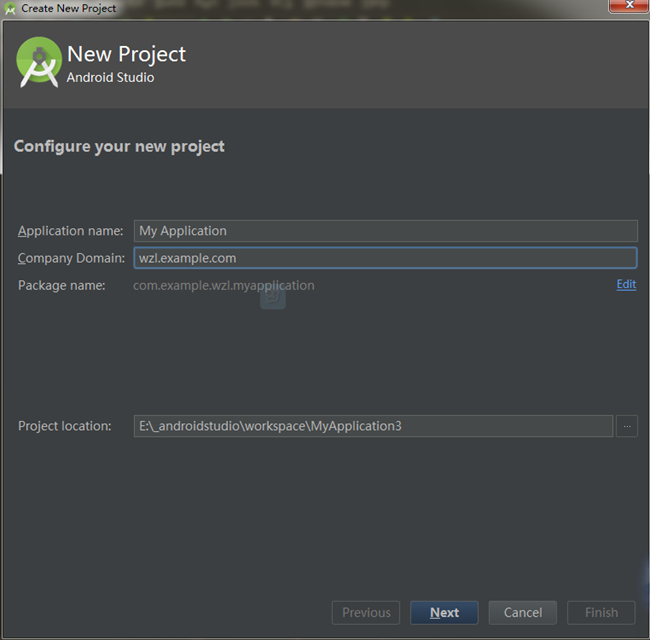 Create New Project
New Project
Android Studio
Configure your new project
Application name: My Application
Company Domain: wzl.example.com
Package name: com.example.wzl.myapplication Edit
Project location: E:\_androidstudio\workspace\MyApplication3 ...
Previous Next Cancel Finish